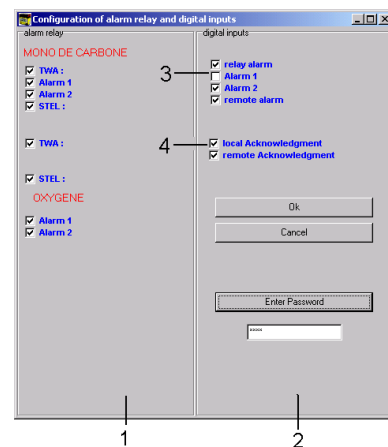 Configuration of alarm relay and digital inputs
alarm relay
MONO DE CARBONE
TWA :
Alarm 1
Alarm 2
STEL :
TWA :
STEL :
OXYGENE
Alarm 1
Alarm 2
digital inputs
relay alarm
Alarm 1
Alarm 2
remote alarm
local Acknowledgment
remote Acknowledgment
Ok
Cancel
Enter Password
****
3
4
1
2